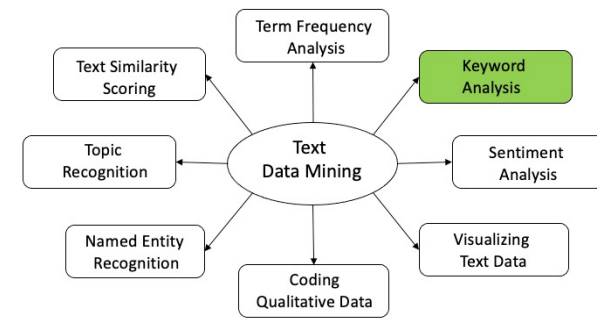 Term Frequency
Analysis
Text Similarity
Scoring
Keyword
Analysis
Topic
Recognition
Text
Data Mining
Sentiment
Analysis
Named Entity
Recognition
Coding
Qualitative Data
Visualizing
Text Data